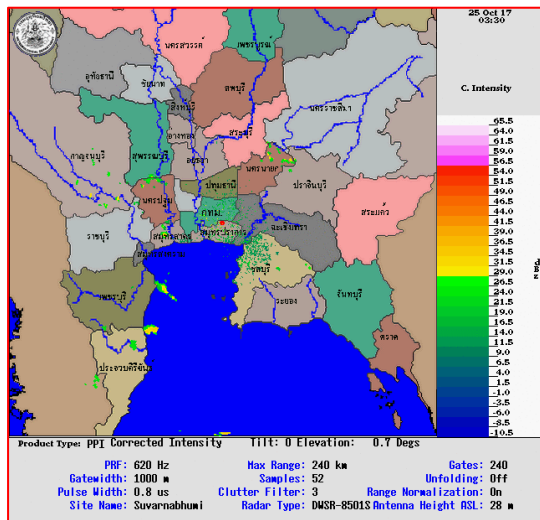 25 Oct 17
03:30
C. Intensity
65.5
64.0
61.5
59.0
56.5
54.0
51.5
49.0
46.5
44.0
41.5
39.0
36.5
34.0
31.5
29.0
26.5
24.0
21.5
19.0
16.5
14.0
11.5
9.0
6.5
4.0
1.5
-1.0
-3.5
-6.0
-8.5
-10.5
นครสวรรค์
เพชรบูรณ์
อุทัยธานี
ชัยนาท
ลพบุรี
สิงห์บุรี
นครราชสีมา
อ่างทอง
สระบุรี
กาญจนบุรี
สุพรรณบุรี
อยุธยา
นครนายก
ปราจีนบุรี
ปทุมธานี
นครปฐม
กทม.
สระแก้ว
ราชบุรี
สมุทรสาคร
สมุทรปราการ
ฉะเชิงเทรา
สมุทรสงคราม
ชลบุรี
เพชรบุรี
ระยอง
จันทบุรี
ตราด
ประจวบคีรีขันธ์
Product Type: PPI Corrected Intensity Tilt: 0 Elevation: 0.7 Degs
PRF: 620 Hz Max Range: 240 km Gates: 240
Gatewidth: 1000 m Samples: 52 Unfolding: Off
Pulse Width: 0.8 us Clutter Filter: 3 Range Normalization: On
Site Name: Suvarnabhumi Radar Type: DWSR-8501S Antenna Height ASL: 28 m